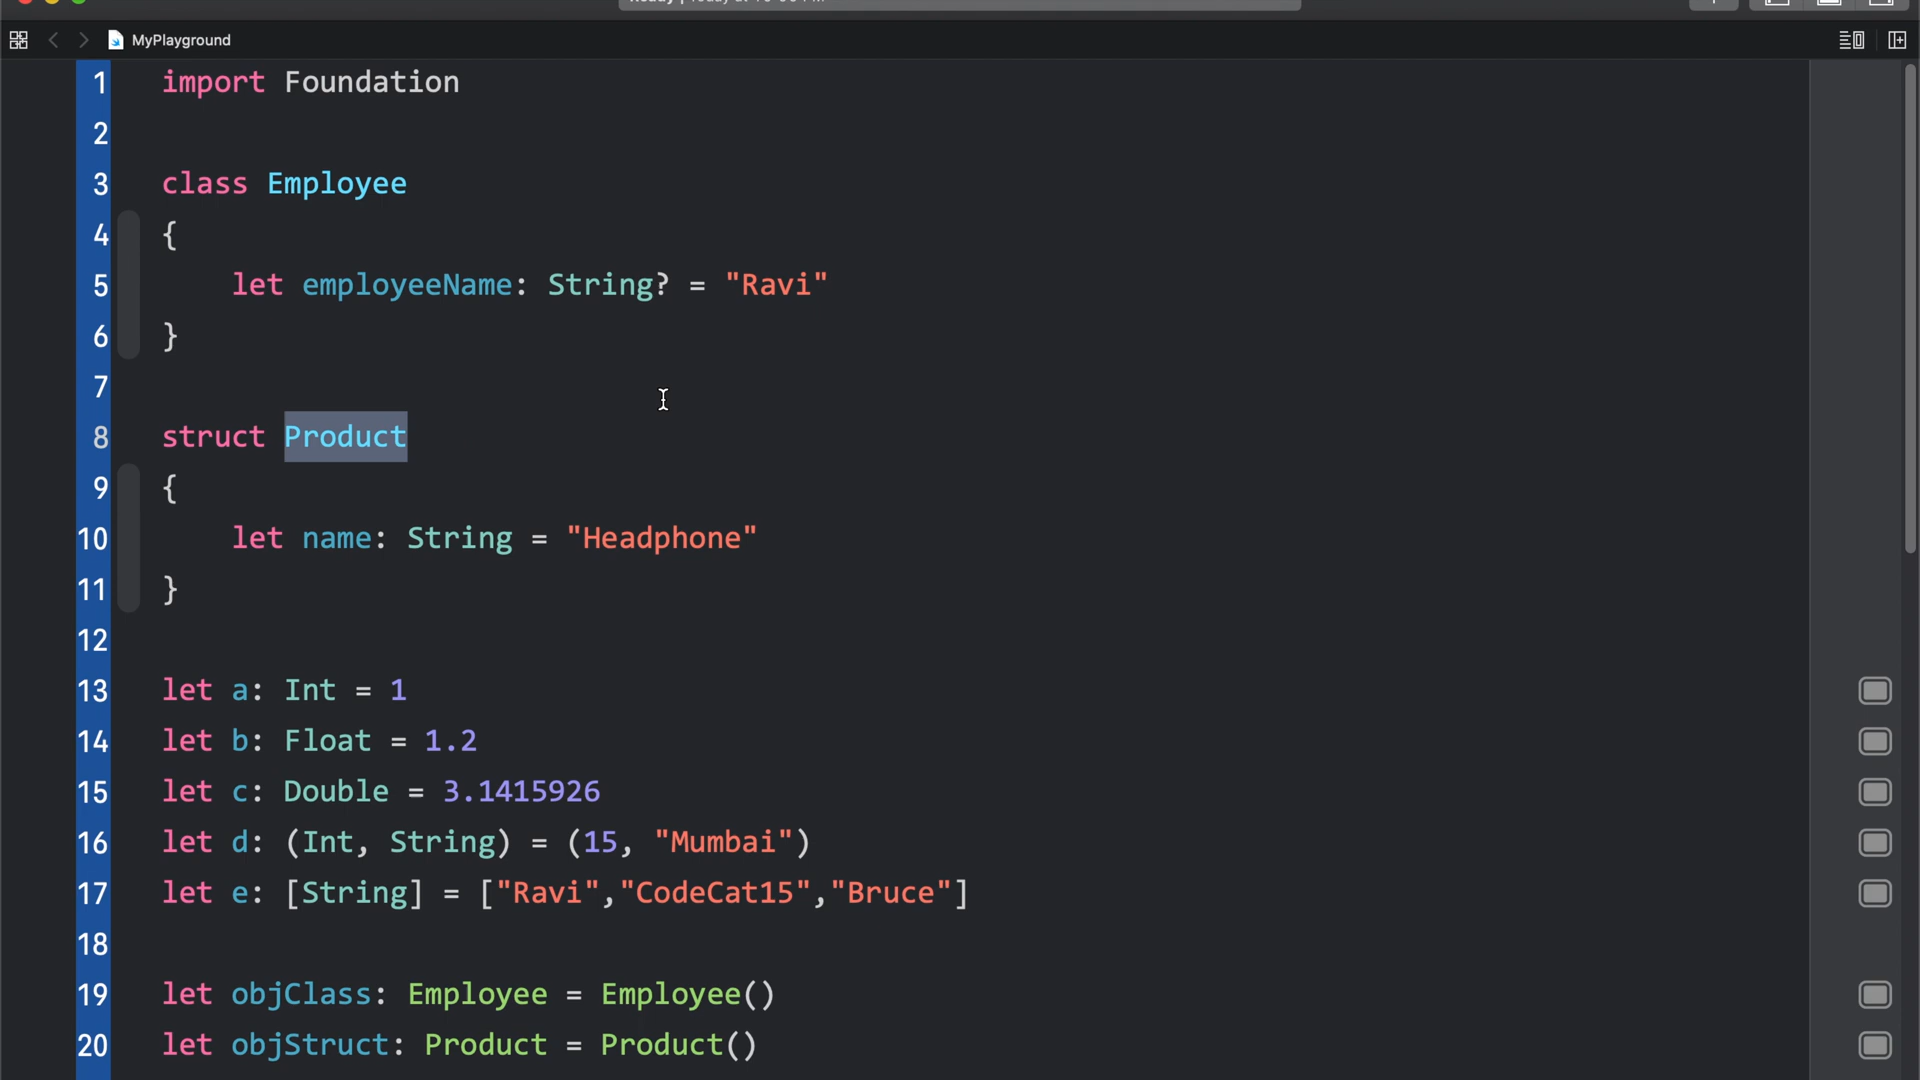 MyPlayground
1 import Foundation
2
3 class Employee
4 {
5 let employeeName: String? = "Ravi"
6 }
7
8 struct Product
9 {
10 let name: String = "Headphone"
11 }
12
13 let a: Int = 1
14 let b: Float = 1.2
15 let c: Double = 3.1415926
16 let d: (Int, String) = (15, "Mumbai")
17 let e: [String] = ["Ravi","CodeCat15","Bruce"]
18
19 let objClass: Employee = Employee()
20 let objStruct: Product = Product()